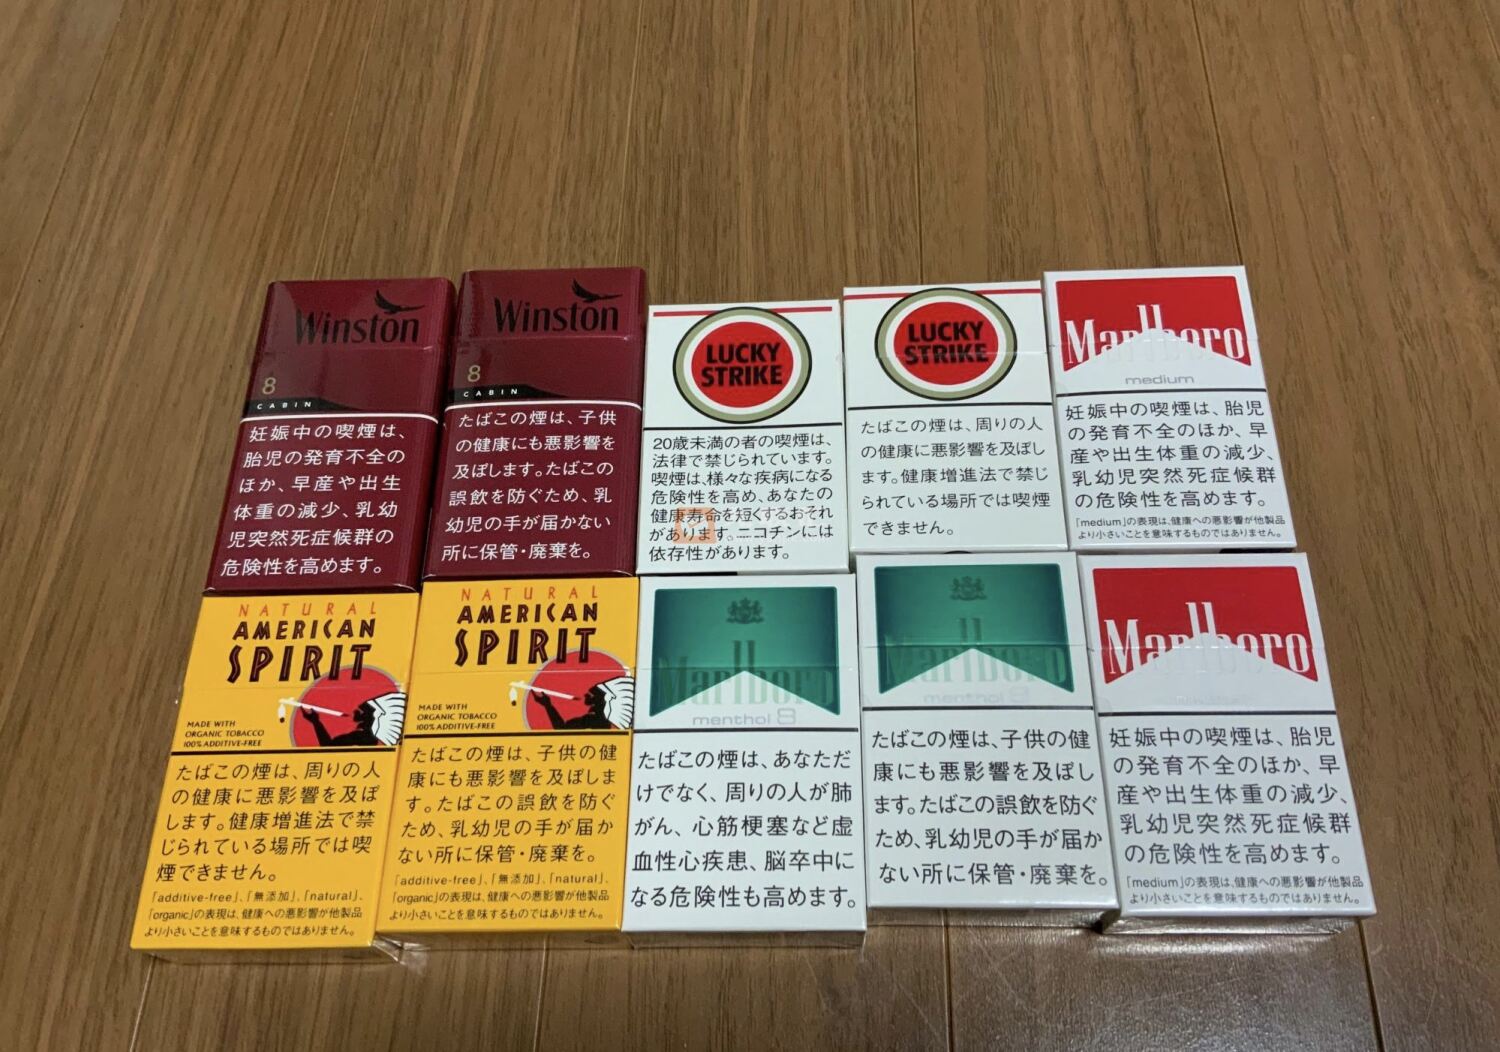 Winston
8
CABIN
妊娠中の喫煙は、
胎児の発育不全の
ほか、早産や出生
体重の減少、乳幼
児突然死症候群の
危険性を高めます。
Winston
8
CABIN
たばこの煙は、子供
の健康にも悪影響を
及ぼします。たばこの
誤飲を防ぐため、乳
幼児の手が届かない
所に保管・廃棄を。
LUCKY
STRIKE
20歳未満の者の喫煙は、
法律で禁じられています。
喫煙は、様々な疾病になる
危険性を高め、あなたの
健康寿命を短くするおそれ
があります。ニコチンには
依存性があります。
LUCKY
STRIKE
たばこの煙は、周りの人
の健康に悪影響を及ぼし
ます。健康増進法で禁じ
られている場所では喫煙
できません。
Marlboro
medium
妊娠中の喫煙は、胎児
の発育不全のほか、早
産や出生体重の減少、
乳幼児突然死症候群
の危険性を高めます。
「medium」の表現は、健康への悪影響が他製品
より小さいことを意味するものではありません。
NATURAL
AMERICAN
SPIRIT
MADE WITH
ORGANIC TOBACCO
100% ADDITIVE-FREE
たばこの煙は、周りの人
の健康に悪影響を及ぼ
します。健康増進法で禁
じられている場所では喫
煙できません。
「additive-free」、「無添加」、「natural」、
「organic」の表現は、健康への悪影響が他製品
より小さいことを意味するものではありません。
NATURAL
AMERICAN
SPIRIT
MADE WITH
ORGANIC TOBACCO
100% ADDITIVE-FREE
たばこの煙は、子供の健
康にも悪影響を及ぼしま
す。たばこの誤飲を防ぐ
ため、乳幼児の手が届か
ない所に保管・廃棄を。
「additive-free」、「無添加」、「natural」、
「organic」の表現は、健康への悪影響が他製品
より小さいことを意味するものではありません。
Marlboro
menthol 8
たばこの煙は、あなただ
けでなく、周りの人が肺
がん、心筋梗塞など虚
血性心疾患、脳卒中に
なる危険性も高めます。
Marlboro
menthol 8
たばこの煙は、子供の健
康にも悪影響を及ぼし
ます。たばこの誤飲を防ぐ
ため、乳幼児の手が届か
ない所に保管・廃棄を。
Marlboro
妊娠中の喫煙は、胎児
の発育不全のほか、早
産や出生体重の減少、
乳幼児突然死症候群
の危険性を高めます。
「medium」の表現は、健康への悪影響が他製品
より小さいことを意味するものではありません。